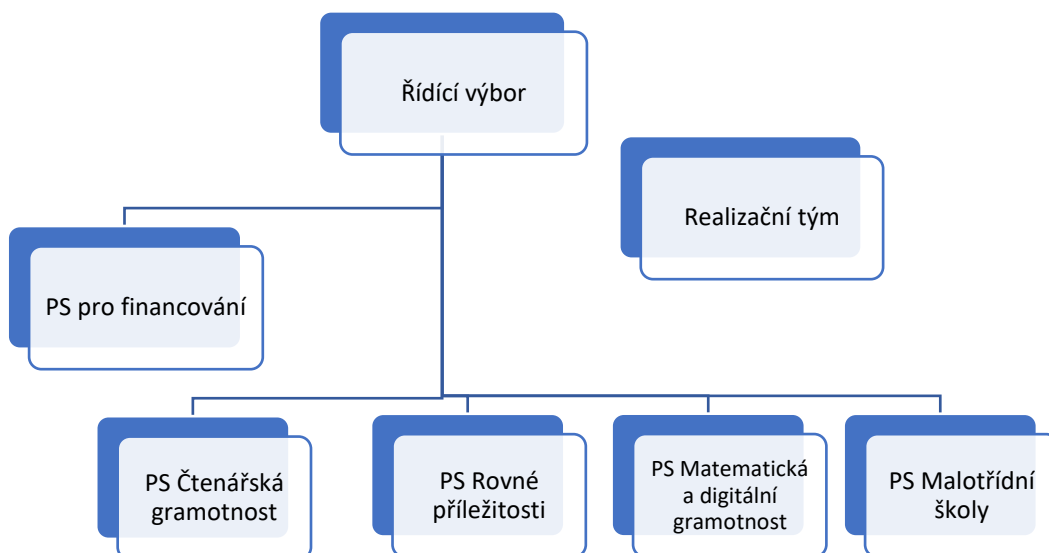 Řídící výbor
Realizační tým
PS pro financování
PS Čtenářská
gramotnost
PS Rovné
příležitosti
PS Matematická
a digitální
gramotnost
PS Malotřídní
školy